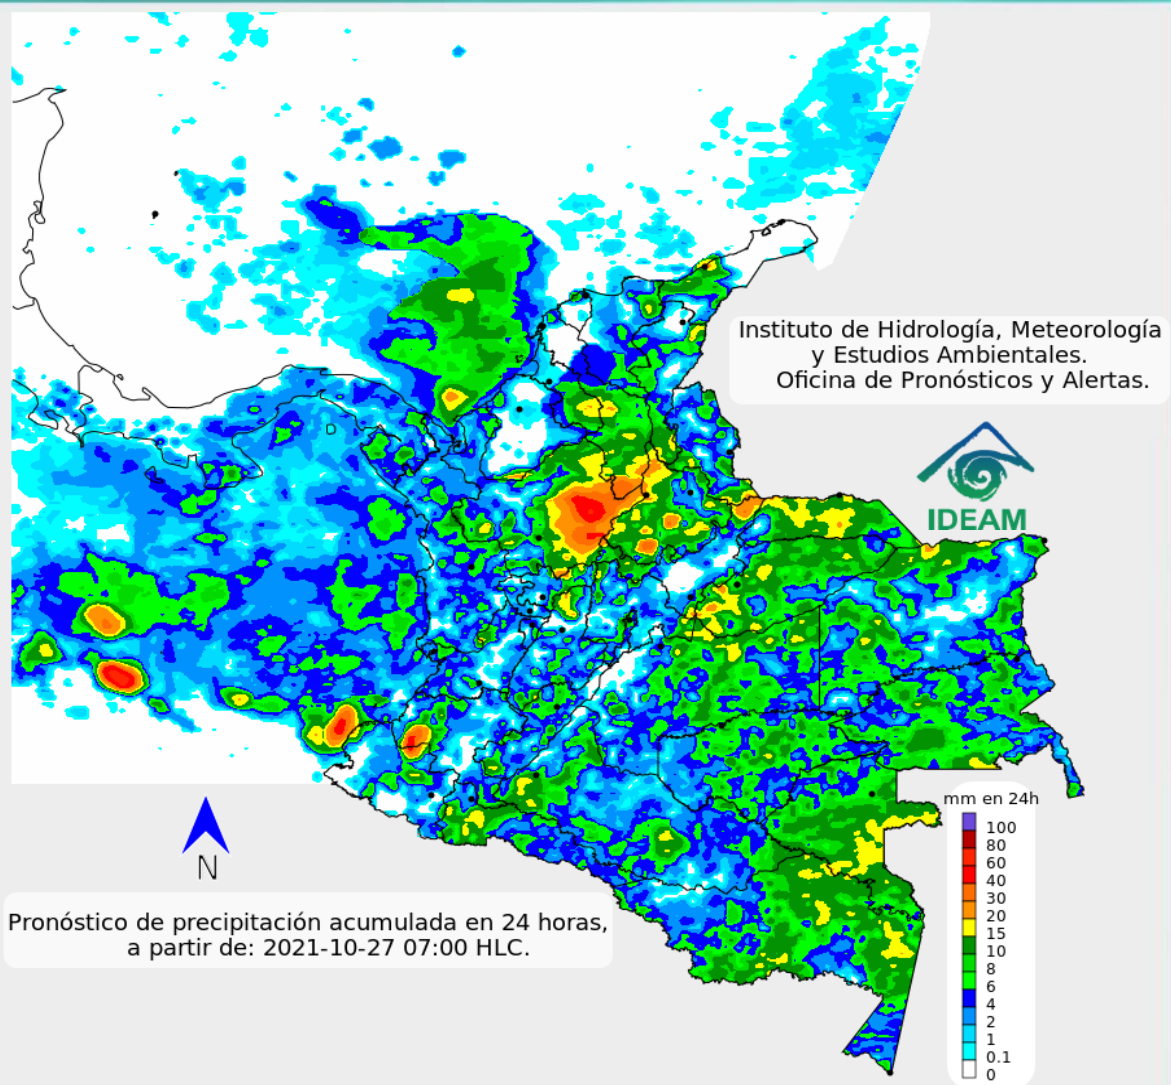 Instituto de Hidrología, Meteorología
y Estudios Ambientales.
Oficina de Pronósticos y Alertas.
IDEAM
mm en 24h
100
80
60
40
30
20
15
10
8
6
4
2
1
0.1
0
N
Pronóstico de precipitación acumulada en 24 horas,
a partir de: 2021-10-27 07:00 HLC.